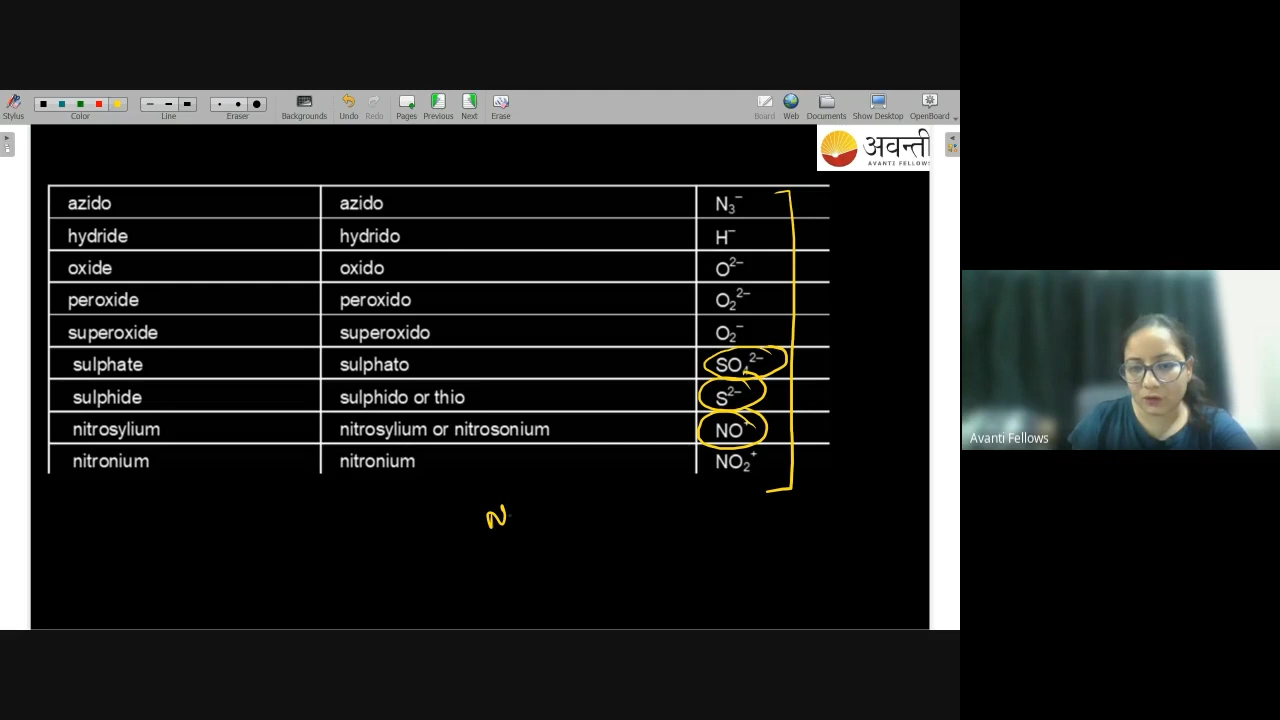 Stylus Color Line Eraser Backgrounds Undo Redo Pages Previous Next Erase Board Web Documents Show Desktop OpenBoard
अवन्ती
AVANTI FELLOWS
azido azido N₃⁻
hydride hydrido H⁻
oxide oxido O²⁻
peroxide peroxido O₂²⁻
superoxide superoxido O₂⁻
sulphate sulphato SO₄²⁻
sulphide sulphido or thio S²⁻
nitrosylium nitrosylium or nitrosonium NO⁺
nitronium nitronium NO₂⁺
N
Avanti Fellows